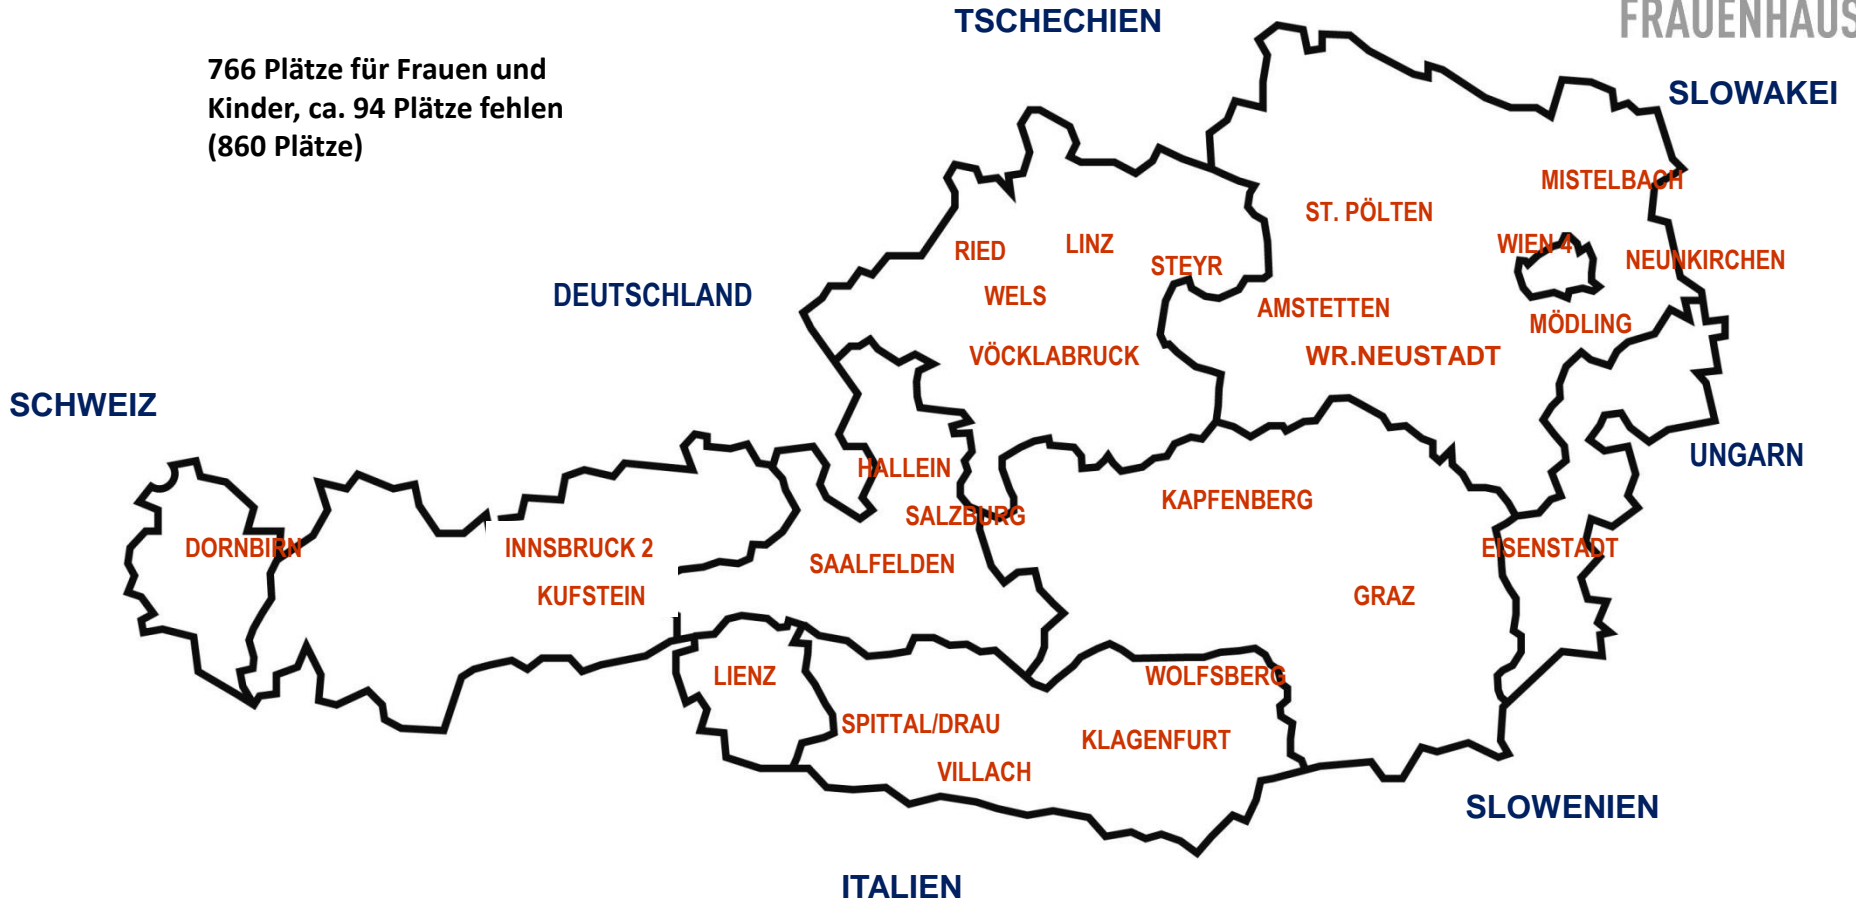 TSCHECHIEN
FRAUENHAUS
766 Plätze für Frauen und
Kinder, ca. 94 Plätze fehlen
(860 Plätze)
SLOWAKEI
MISTELBACH
ST. PÖLTEN
RIED
LINZ
WIEN 4
STEYR
NEUNKIRCHEN
DEUTSCHLAND
WELS
AMSTETTEN
MÖDLING
VÖCKLABRUCK
WR.NEUSTADT
SCHWEIZ
UNGARN
HALLEIN
KAPFENBERG
SALZBURG
DORNBIRN
INNSBRUCK 2
EISENSTADT
SAALFELDEN
KUFSTEIN
GRAZ
LIENZ
WOLFSBERG
SPITTAL/DRAU
KLAGENFURT
VILLACH
SLOWENIEN
ITALIEN